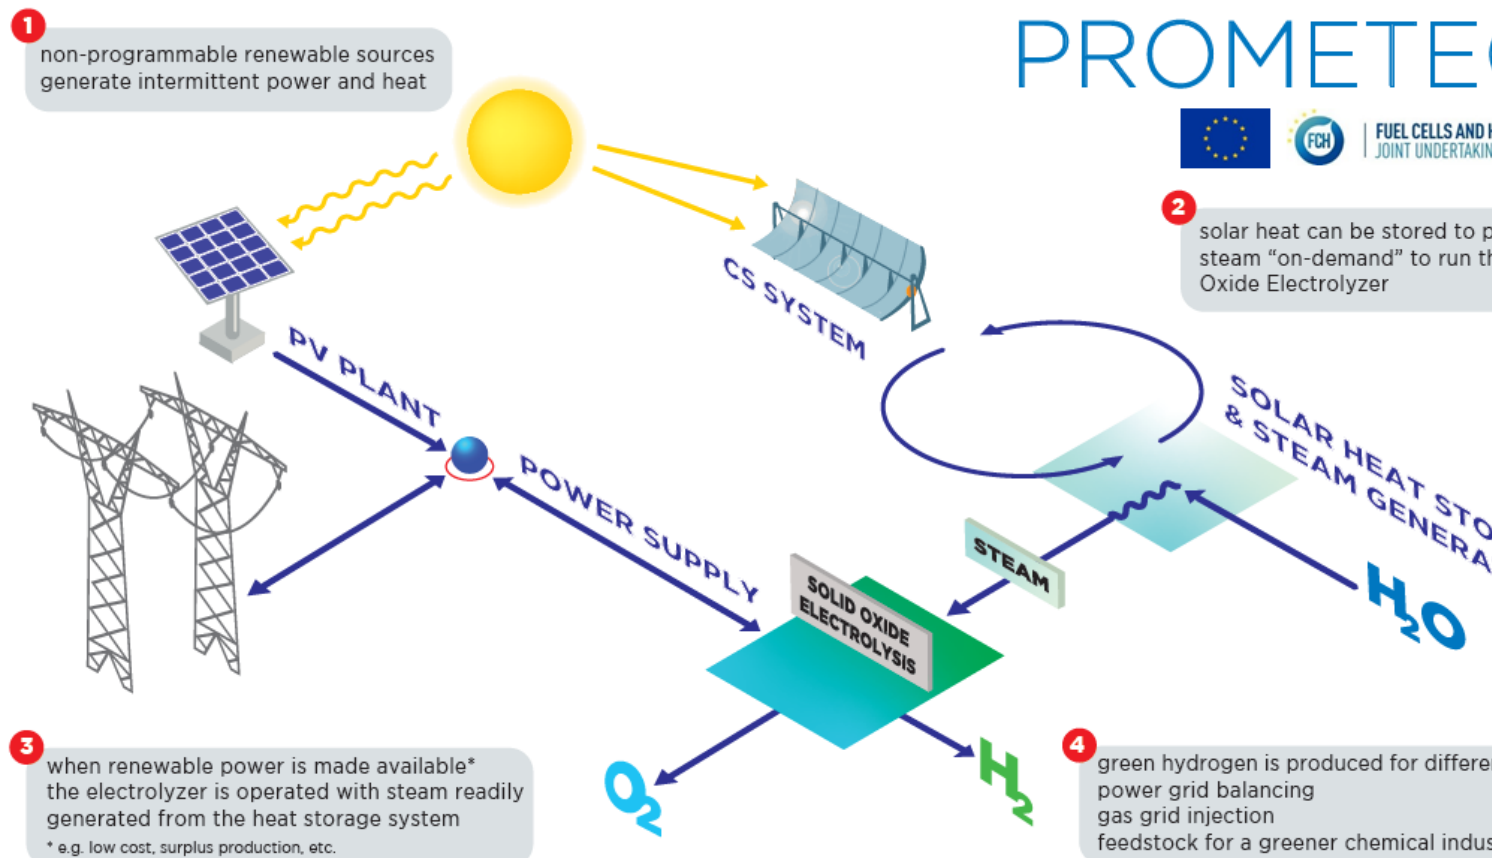 1
non-programmable renewable sources
generate intermittent power and heat
PROMETEO
FCH
FUEL CELLS AND H
JOINT UNDERTAKIN
2
solar heat can be stored to p
steam “on-demand” to run th
Oxide Electrolyzer
CS SYSTEM
PV PLANT
SOLAR HEAT STO
& STEAM GENERA
POWER SUPPLY
STEAM
H2O
SOLID OXIDE
ELECTROLYSIS
O2
H2
3
when renewable power is made available*
the electrolyzer is operated with steam readily
generated from the heat storage system
* e.g. low cost, surplus production, etc.
4
green hydrogen is produced for differen
power grid balancing
gas grid injection
feedstock for a greener chemical indus